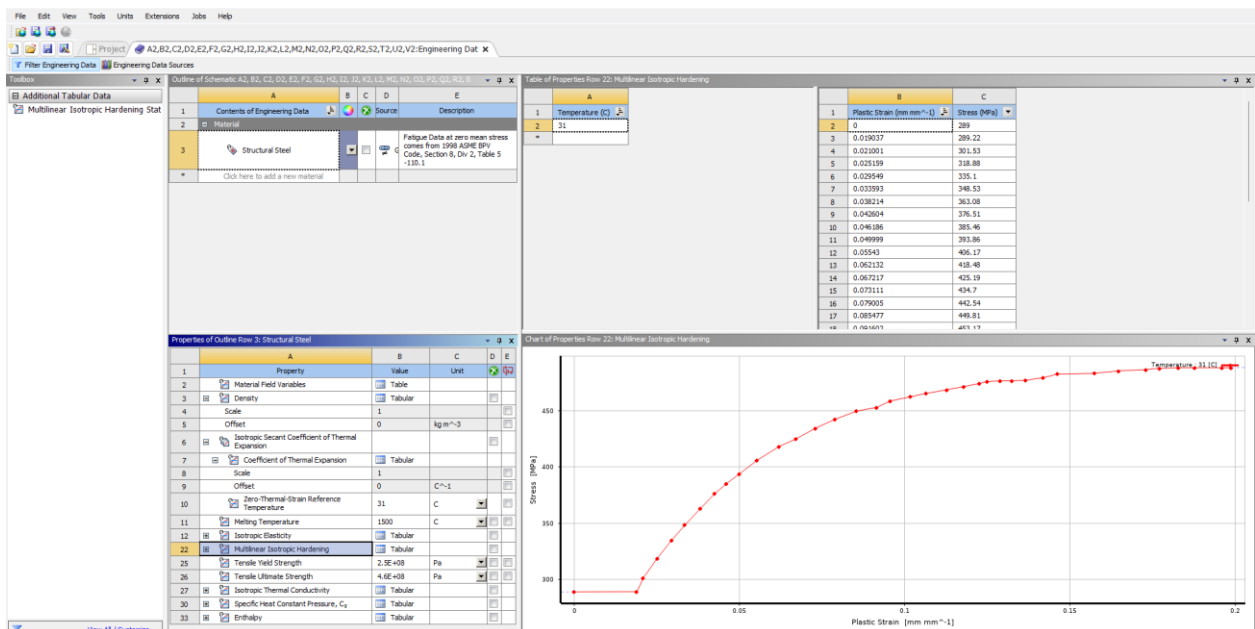 File Edit View Tools Units Extensions Jobs Help
Project A2,B2,C2,D2,E2,F2,G2,H2,I2,J2,K2,L2,M2,N2,O2,P2,Q2,R2,S2,T2,U2,V2:Engineering Dat x
Filter Engineering Data Engineering Data Sources
Toolbox
Additional Tabular Data
Multilinear Isotropic Hardening Stat
Outline of Schematic A2, B2, C2, D2, E2, F2, G2, H2, I2, J2, K2, L2, M2, N2, O2, P2, Q2, R2, S
A B C D E
1 Contents of Engineering Data Source Description
2 Material
3 Structural Steel Fatigue Data at zero mean stress
comes from 1998 ASME BPV
Code, Section 8, Div 2, Table 5
-110.1
* Click here to add a new material
Table of Properties Row 22: Multilinear Isotropic Hardening
A
1 Temperature (C)
2 31
*
B C
1 Plastic Strain (mm mm^-1) Stress (MPa)
2 0 289
3 0.019037 289.22
4 0.021001 301.53
5 0.025159 318.88
6 0.029549 335.1
7 0.033593 348.53
8 0.038214 363.08
9 0.042604 376.51
10 0.046186 385.46
11 0.049999 393.86
12 0.05543 406.17
13 0.062132 418.48
14 0.067217 425.19
15 0.073111 434.7
16 0.079005 442.54
17 0.085477 449.81
18 0.091602 453.17
Properties of Outline Row 3: Structural Steel
A B C D E
1 Property Value Unit
2 Material Field Variables Table
3 Density Tabular
4 Scale 1
5 Offset 0 kg m^-3
6 Isotropic Secant Coefficient of Thermal
Expansion
7 Coefficient of Thermal Expansion Tabular
8 Scale 1
9 Offset 0 C^-1
10 Zero-Thermal-Strain Reference
Temperature 31 C
11 Melting Temperature 1500 C
12 Isotropic Elasticity Tabular
22 Multilinear Isotropic Hardening Tabular
25 Tensile Yield Strength 2.5E+08 Pa
26 Tensile Ultimate Strength 4.6E+08 Pa
27 Isotropic Thermal Conductivity Tabular
30 Specific Heat Constant Pressure, Cₚ Tabular
33 Enthalpy Tabular
Chart of Properties Row 22: Multilinear Isotropic Hardening
Temperature 31 [C]
Stress [MPa]
450
400
350
300
0 0.05 0.1 0.15 0.2
Plastic Strain [mm mm^-1]